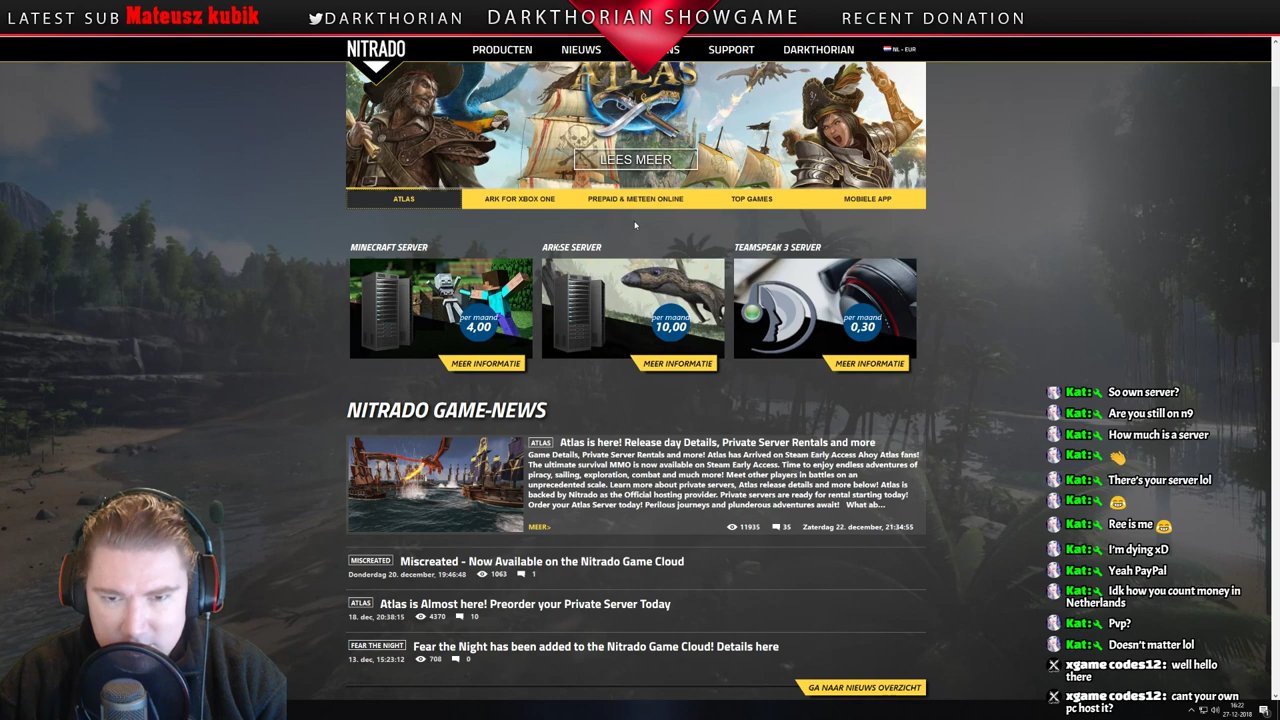 LATEST SUB Mateusz kubik DARKTHORIAN DARKTHORIAN SHOWGAME RECENT DONATION
NITRADO PRODUCTEN NIEUWS NS SUPPORT DARKTHORIAN NL - EUR
ATLAS
LEES MEER
ATLAS ARK FOR XBOX ONE PREPAID & METEEN ONLINE TOP GAMES MOBIELE APP
MINECRAFT SERVER ARK:SE SERVER TEAMSPEAK 3 SERVER
per maand per maand per maand
4,00 10,00 0,30
MEER INFORMATIE MEER INFORMATIE MEER INFORMATIE
NITRADO GAME-NEWS
ATLAS Atlas is here! Release day Details, Private Server Rentals and more
Game Details, Private Server Rentals and more! Atlas has Arrived on Steam Early Access Ahoy Atlas fans!
The ultimate survival MMO is now available on Steam Early Access. Time to enjoy endless adventures of
piracy, sailing, exploration, combat and much more! Meet other players in battles on an
unprecedented scale. Learn more about private servers, Atlas release details and more below! Atlas is
backed by Nitrado as the Official hosting provider. Private servers are ready for rental starting today!
Order your Atlas Server today! Perilous journeys and plunderous adventures await! What ab...
MEER> 11935 35 Zaterdag 22. december, 21:34:55
MISCREATED Miscreated - Now Available on the Nitrado Game Cloud
Donderdag 20. december, 19:46:48 1063 1
ATLAS Atlas is Almost here! Preorder your Private Server Today
18. dec, 20:38:15 4370 10
FEAR THE NIGHT Fear the Night has been added to the Nitrado Game Cloud! Details here
13. dec, 15:23:12 708 0
GA NAAR NIEUWS OVERZICHT
Kat: So own server?
Kat: Are you still on n9
Kat: How much is a server
Kat: 👏
Kat: There's your server lol
Kat: 😂
Kat: Ree is me 😂
Kat: I'm dying xD
Kat: Yeah PayPal
Kat: Idk how you count money in
Netherlands
Kat: Pvp?
Kat: Doesn't matter lol
X xgame codes12: well hello
there
X xgame codes12: cant your own
pc host it?
16:22
27-12-2018